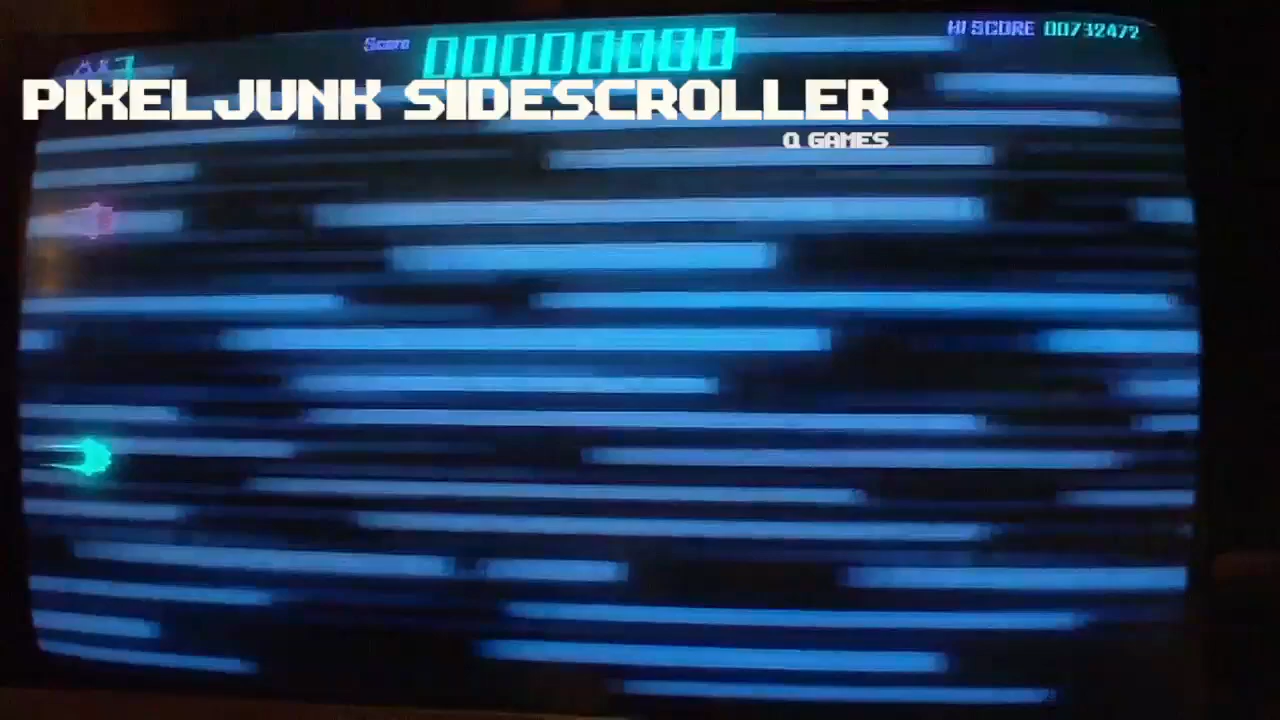 Score 00000000 HI SCORE 00732472
PIXELJUNK SIDESCROLLER
Q GAMES